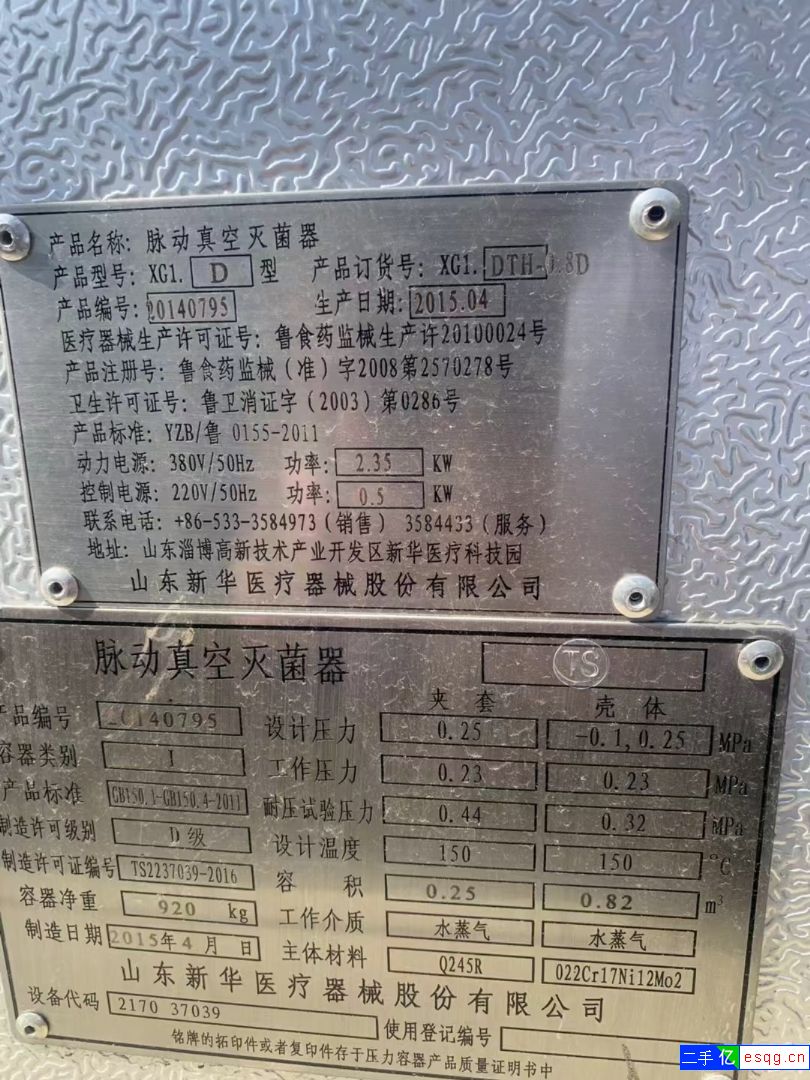 产品名称: 脉动真空灭菌器
产品型号: XG1. D 型 产品订货号: XG1. DTH-0.8D
产品编号: 20140795 生产日期: 2015.04
医疗器械生产许可证号: 鲁食药监械生产许20100024号
产品注册号: 鲁食药监械(准)字2008第2570278号
卫生许可证号: 鲁卫消证字(2003)第0286号
产品标准: YZB/鲁 0155-2011
动力电源: 380V/50Hz 功率: 2.35 KW
控制电源: 220V/50Hz 功率: 0.5 KW
联系电话: +86-533-3584973(销售) 3584433(服务)
地址: 山东淄博高新技术产业开发区新华医疗科技园
山东新华医疗器械股份有限公司
脉动真空灭菌器 TS
夹套 壳体
产品编号 20140795 设计压力 0.25 -0.1,0.25 MPa
容器类别 I 工作压力 0.23 0.23 MPa
产品标准 GB150.1-GB150.4-2011 耐压试验压力 0.44 0.32 MPa
制造许可级别 D级 设计温度 150 150 °C
制造许可证编号 TS2237039-2016 容积 0.25 0.82 m³
容器净重 920 kg 工作介质 水蒸气 水蒸气
制造日期 2015年4月 日 主体材料 Q245R 022Cr17Ni12Mo2
山东新华医疗器械股份有限公司
设备代码 2170 37039 使用登记编号
铭牌的拓印件或者复印件存于压力容器产品质量证明书中
二手亿 esqg.cn